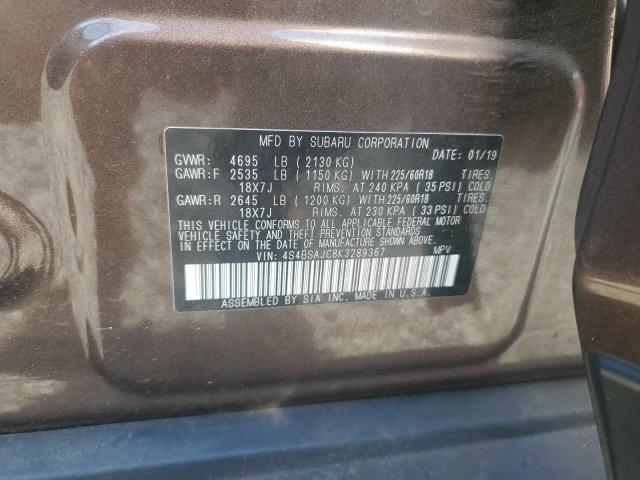 MFD BY SUBARU CORPORATION
GVWR: 4695 LB ( 2130 KG) DATE: 01/19
GAWR:F 2535 LB ( 1150 KG) WITH 225/60R18 TIRES.
18X7J RIMS. AT 240 KPA ( 35 PSI) COLD
GAWR:R 2645 LB ( 1200 KG) WITH 225/60R18 TIRES.
18X7J RIMS. AT 230 KPA ( 33 PSI) COLD
THIS VEHICLE CONFORMS TO ALL APPLICABLE FEDERAL MOTOR
VEHICLE SAFETY AND THEFT PREVENTION STANDARDS
IN EFFECT ON THE DATE OF MANUFACTURE SHOWN ABOVE.
VIN: 4S4BSAJC8K3289367 MPV
ASSEMBLED BY SIA INC. MADE IN U.S.A.